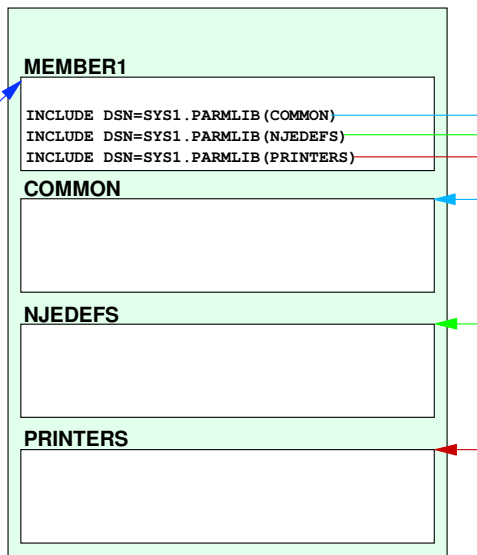 MEMBER1
INCLUDE DSN=SYS1.PARMLIB(COMMON)
INCLUDE DSN=SYS1.PARMLIB(NJEDEFS)
INCLUDE DSN=SYS1.PARMLIB(PRINTERS)
COMMON
NJEDEFS
PRINTERS